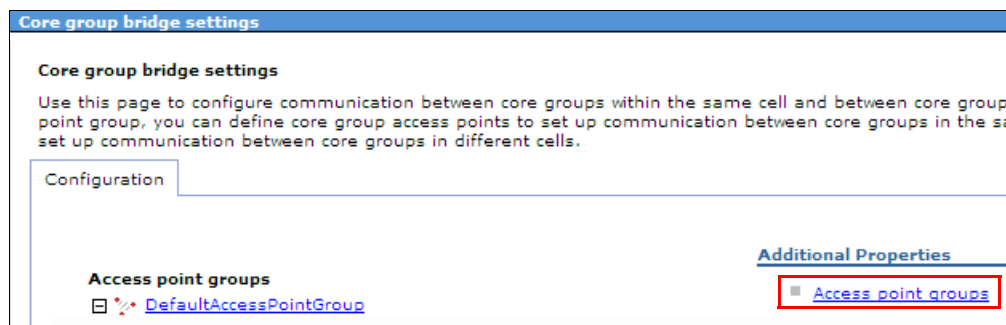 Core group bridge settings
Core group bridge settings
Use this page to configure communication between core groups within the same cell and between core group
point group, you can define core group access points to set up communication between core groups in the sa
set up communication between core groups in different cells.
Configuration
Additional Properties
Access point groups
Access point groups
DefaultAccessPointGroup